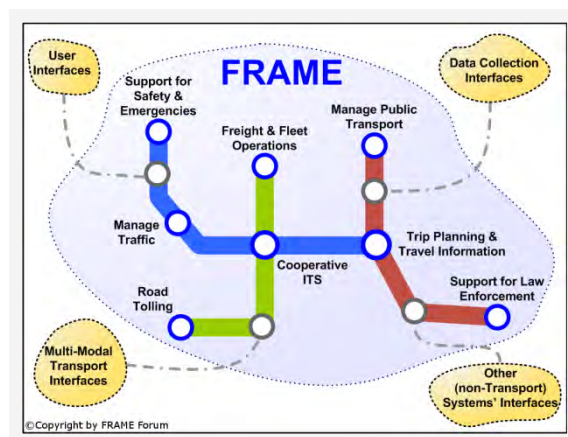 User
Interfaces
Support for
Safety &
Emergencies
FRAME
Data Collection
Interfaces
Freight & Fleet
Operations
Manage Public
Transport
Manage
Traffic
Cooperative
ITS
Trip Planning &
Travel Information
Road
Tolling
Support for Law
Enforcement
Multi-Modal
Transport
Interfaces
Other
(non-Transport)
Systems' Interfaces
©Copyright by FRAME Forum